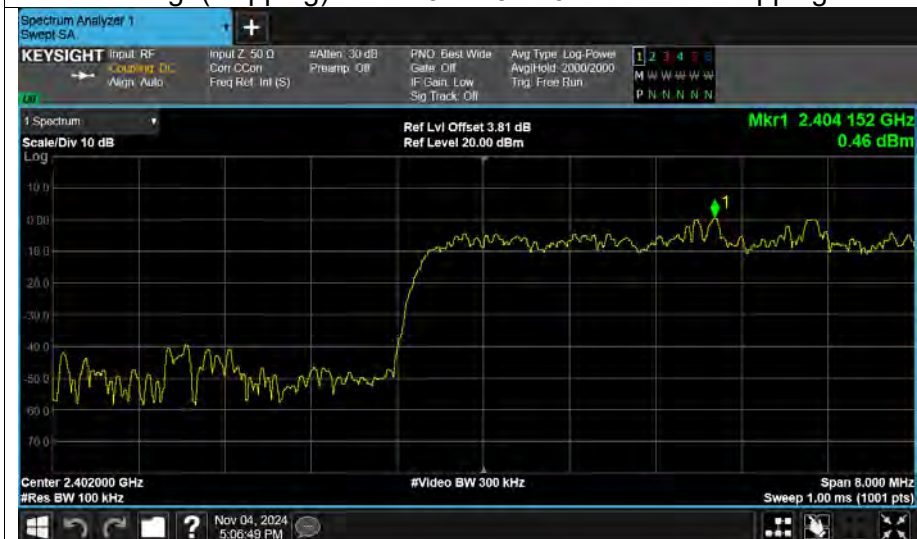 Spectrum Analyzer 1
Swept SA
+
KEYSIGHT Input: RF Input Z: 50 Ω #Atten: 30 dB PNO: Best Wide Avg Type: Log-Power 1 2 3 4 5 6
Coupling: DC Corr CCorr Preamp: Off Gate: Off Avg|Hold: 2000/2000 M W W W W W
Align: Auto Freq Ref: Int (S) IF Gain: Low Trig: Free Run P N N N N N
Sig Track: Off
1 Spectrum Ref Lvl Offset 3.81 dB Mkr1 2.404 152 GHz
Scale/Div 10 dB Ref Level 20.00 dBm 0.46 dBm
Log
10.0
1
0.00
-10.0
-20.0
-30.0
-40.0
-50.0
-60.0
-70.0
Center 2.402000 GHz #Video BW 300 kHz Span 8.000 MHz
#Res BW 100 kHz Sweep 1.00 ms (1001 pts)
? Nov 04, 2024
5:06:49 PM